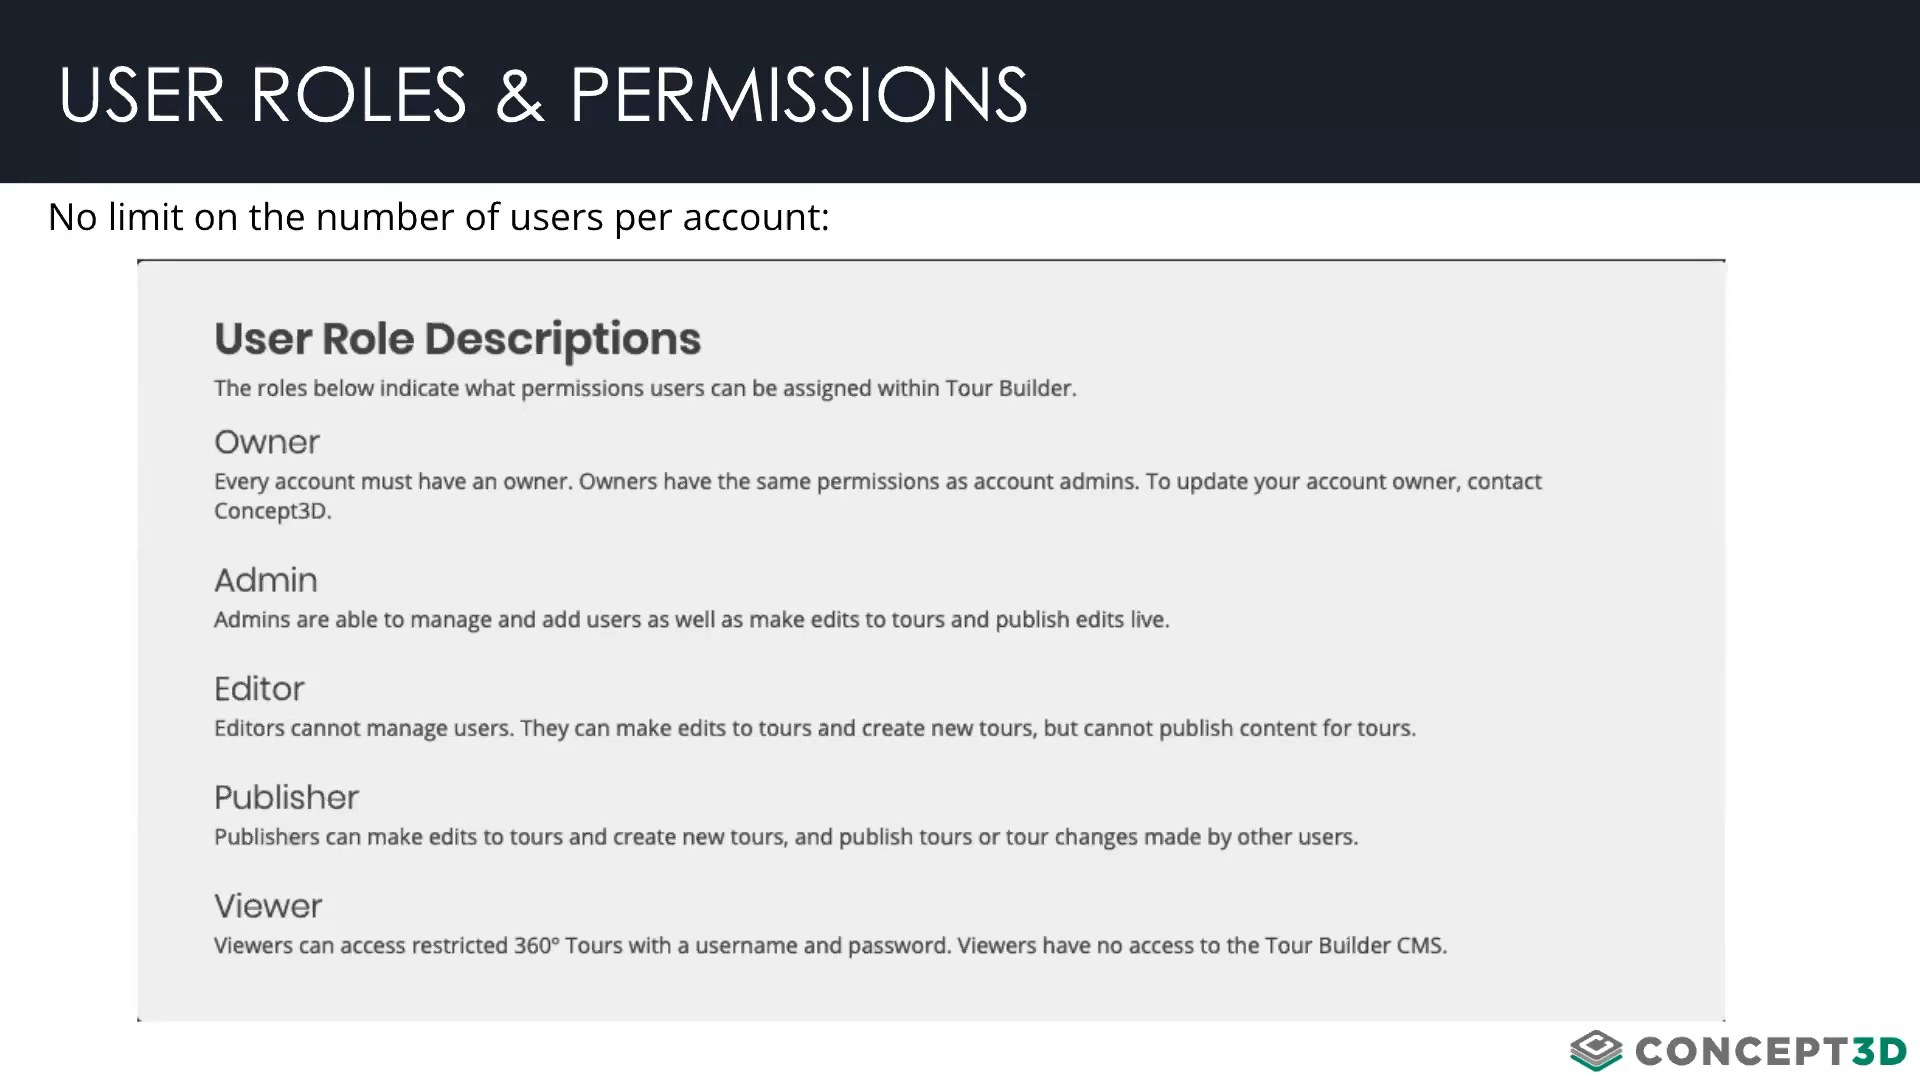 USER ROLES & PERMISSIONS
No limit on the number of users per account:
User Role Descriptions
The roles below indicate what permissions users can be assigned within Tour Builder.
Owner
Every account must have an owner. Owners have the same permissions as account admins. To update your account owner, contact
Concept3D.
Admin
Admins are able to manage and add users as well as make edits to tours and publish edits live.
Editor
Editors cannot manage users. They can make edits to tours and create new tours, but cannot publish content for tours.
Publisher
Publishers can make edits to tours and create new tours, and publish tours or tour changes made by other users.
Viewer
Viewers can access restricted 360° Tours with a username and password. Viewers have no access to the Tour Builder CMS.
CONCEPT3D